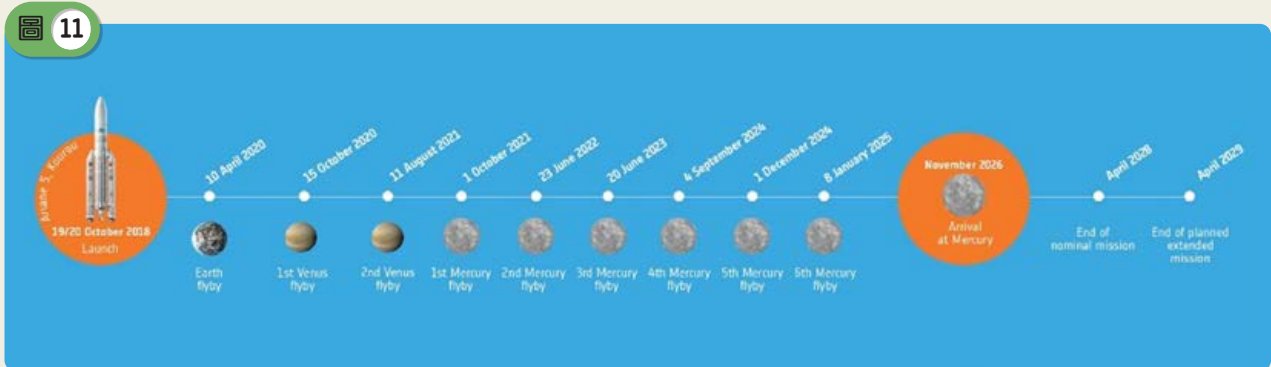 圖 11
Ariane 5, Kourou
19/20 October 2018
Launch
10 April 2020
Earth
flyby
15 October 2020
1st Venus
flyby
11 August 2021
2nd Venus
flyby
1 October 2021
1st Mercury
flyby
23 June 2022
2nd Mercury
flyby
20 June 2023
3rd Mercury
flyby
4 September 2024
4th Mercury
flyby
1 December 2024
5th Mercury
flyby
8 January 2025
6th Mercury
flyby
November 2026
Arrival
at Mercury
April 2028
End of
nominal mission
April 2029
End of planned
extended
mission